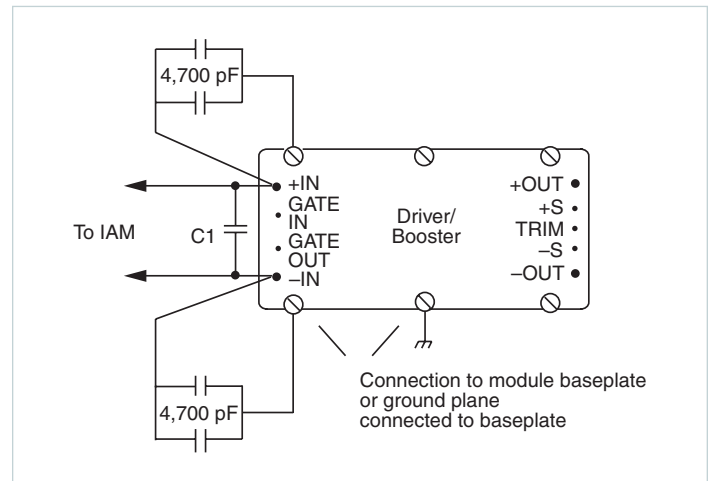 4,700 pF
+IN
GATE
IN
GATE
OUT
–IN
To IAM
C1
Driver/
Booster
+OUT
+S
TRIM
–S
–OUT
4,700 pF
Connection to module baseplate
or ground plane
connected to baseplate